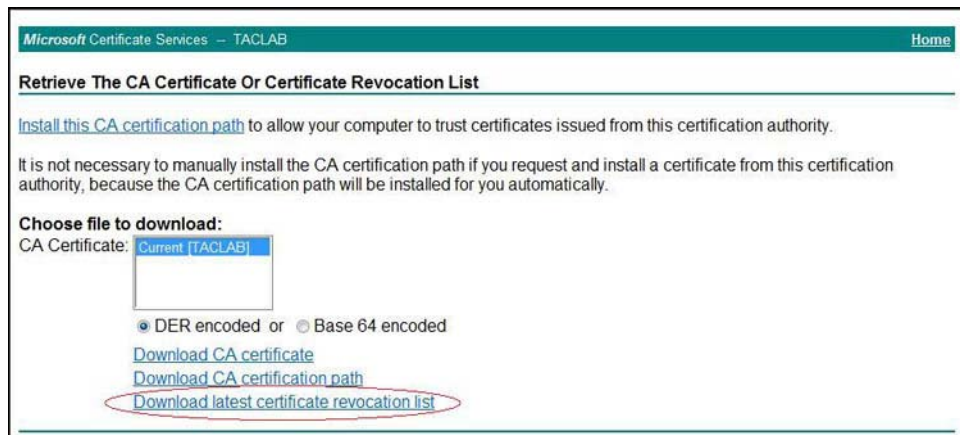 Microsoft Certificate Services -- TACLAB Home
Retrieve The CA Certificate Or Certificate Revocation List
Install this CA certification path to allow your computer to trust certificates issued from this certification authority.
It is not necessary to manually install the CA certification path if you request and install a certificate from this certification
authority, because the CA certification path will be installed for you automatically.
Choose file to download:
CA Certificate: Current [TACLAB]
DER encoded or Base 64 encoded
Download CA certificate
Download CA certification path
Download latest certificate revocation list